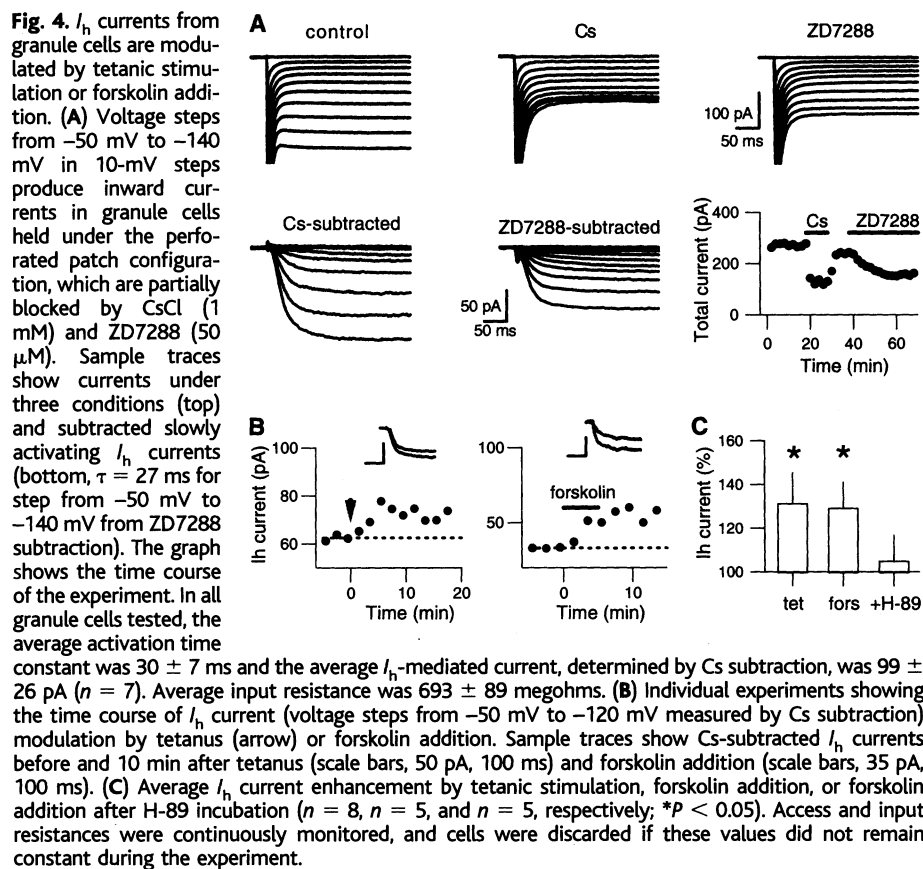 Fig. 4. Ih currents from
granule cells are modu-
lated by tetanic stimu-
lation or forskolin addi-
tion. (A) Voltage steps
from –50 mV to –140
mV in 10-mV steps
produce inward cur-
rents in granule cells
held under the perfo-
rated patch configura-
tion, which are partially
blocked by CsCl (1
mM) and ZD7288 (50
μM). Sample traces
show currents under
three conditions (top)
and subtracted slowly
activating Ih currents
(bottom, τ = 27 ms for
step from –50 mV to
–140 mV from ZD7288
subtraction). The graph
shows the time course
of the experiment. In all
granule cells tested, the
average activation time
constant was 30 ± 7 ms and the average Ih-mediated current, determined by Cs subtraction, was 99 ±
26 pA (n = 7). Average input resistance was 693 ± 89 megohms. (B) Individual experiments showing
the time course of Ih current (voltage steps from –50 mV to –120 mV measured by Cs subtraction)
modulation by tetanus (arrow) or forskolin addition. Sample traces show Cs-subtracted Ih currents
before and 10 min after tetanus (scale bars, 50 pA, 100 ms) and forskolin addition (scale bars, 35 pA,
100 ms). (C) Average Ih current enhancement by tetanic stimulation, forskolin addition, or forskolin
addition after H-89 incubation (n = 8, n = 5, and n = 5, respectively; *P < 0.05). Access and input
resistances were continuously monitored, and cells were discarded if these values did not remain
constant during the experiment.
A
control
Cs
ZD7288
100 pA
50 ms
Cs-subtracted
ZD7288-subtracted
50 pA
50 ms
Total current (pA)
400
200
0
Cs
ZD7288
0 20 40 60
Time (min)
B
Ih current (pA)
100
80
60
0 10 20
Time (min)
100
50
forskolin
0 10
Time (min)
C
Ih current (%)
160
140
120
100
* *
tet fors +H-89